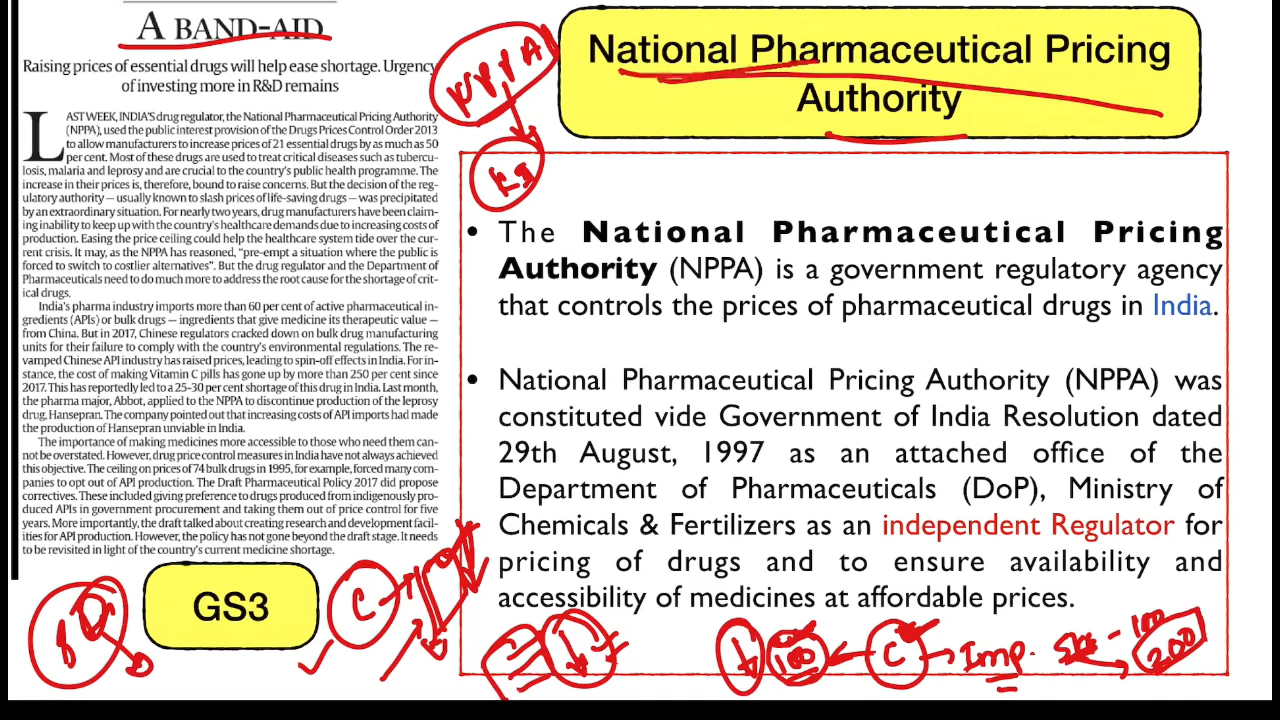 A BAND-AID
Raising prices of essential drugs will help ease shortage. Urgency
of investing more in R&D remains
LAST WEEK, INDIA'S drug regulator, the National Pharmaceutical Pricing Authority
(NPPA), used the public interest provision of the Drugs Prices Control Order 2013
to allow manufacturers to increase prices of 21 essential drugs by as much as 50
per cent. Most of these drugs are used to treat critical diseases such as tubercu-
losis, malaria and leprosy and are crucial to the country's public health programme. The
increase in their prices is, therefore, bound to raise concerns. But the decision of the reg-
ulatory authority — usually known to slash prices of life-saving drugs — was precipitated
by an extraordinary situation. For nearly two years, drug manufacturers have been claim-
ing inability to keep up with the country's healthcare demands due to increasing costs of
production. Easing the price ceiling could help the healthcare system tide over the cur-
rent crisis. It may, as the NPPA has reasoned, "pre-empt a situation where the public is
forced to switch to costlier alternatives". But the drug regulator and the Department of
Pharmaceuticals need to do much more to address the root cause for the shortage of crit-
ical drugs.
India's pharma industry imports more than 60 per cent of active pharmaceutical in-
gredients (APIs) or bulk drugs — ingredients that give medicine its therapeutic value —
from China. But in 2017, Chinese regulators cracked down on bulk drug manufacturing
units for their failure to comply with the country's environmental regulations. The re-
vamped Chinese API industry has raised prices, leading to spin-off effects in India. For in-
stance, the cost of making Vitamin C pills has gone up by more than 250 per cent since
2017. This has reportedly led to a 25-30 per cent shortage of this drug in India. Last month,
the pharma major, Abbot, applied to the NPPA to discontinue production of the leprosy
drug, Hansepran. The company pointed out that increasing costs of API imports had made
the production of Hansepran unviable in India.
The importance of making medicines more accessible to those who need them can-
not be overstated. However, drug price control measures in India have not always achieved
this objective. The ceiling on prices of 74 bulk drugs in 1995, for example, forced many com-
panies to opt out of API production. The Draft Pharmaceutical Policy 2017 did propose
correctives. These included giving preference to drugs produced from indigenously pro-
duced APIs in government procurement and taking them out of price control for five
years. More importantly, the draft talked about creating research and development facil-
ities for API production. However, the policy has not gone beyond the draft stage. It needs
to be revisited in light of the country's current medicine shortage.
GS3
NPPA
National Pharmaceutical Pricing
Authority
• The National Pharmaceutical Pricing
Authority (NPPA) is a government regulatory agency
that controls the prices of pharmaceutical drugs in India.
• National Pharmaceutical Pricing Authority (NPPA) was
constituted vide Government of India Resolution dated
29th August, 1997 as an attached office of the
Department of Pharmaceuticals (DoP), Ministry of
Chemicals & Fertilizers as an independent Regulator for
pricing of drugs and to ensure availability and
accessibility of medicines at affordable prices.
C
100 C Imp. - 100
200